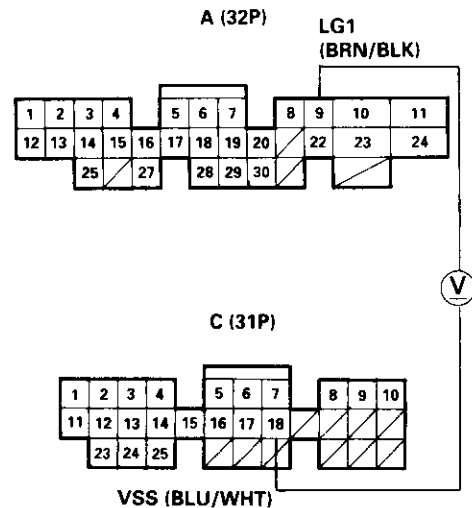 A (32P)
LG1
(BRN/BLK)
1 2 3 4 5 6 7 8 9 10 11
12 13 14 15 16 17 18 19 20 22 23 24
25 27 28 29 30
V
C (31P)
1 2 3 4 5 6 7 8 9 10
11 12 13 14 15 16 17 18
23 24 25
VSS (BLU/WHT)